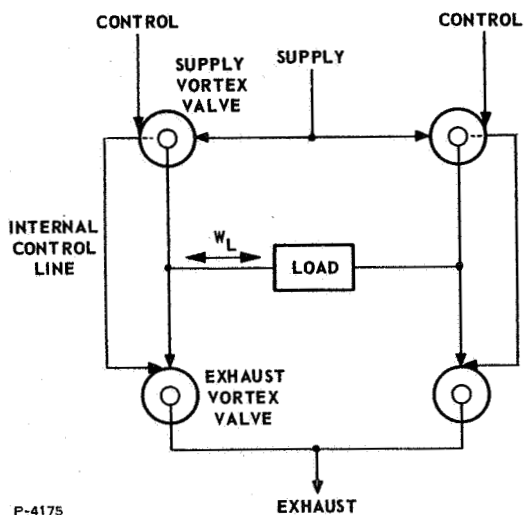 CONTROL
CONTROL
SUPPLY
SUPPLY
VORTEX
VALVE
INTERNAL
CONTROL
LINE
W_L
LOAD
EXHAUST
VORTEX
VALVE
P-4175
EXHAUST